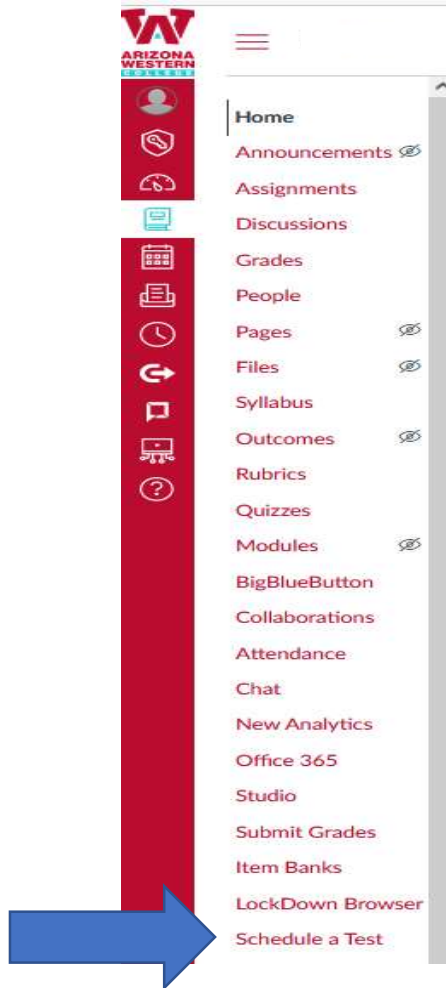 ARIZONA
WESTERN
COLLEGE
Home
Announcements
Assignments
Discussions
Grades
People
Pages
Files
Syllabus
Outcomes
Rubrics
Quizzes
Modules
BigBlueButton
Collaborations
Attendance
Chat
New Analytics
Office 365
Studio
Submit Grades
Item Banks
LockDown Browser
Schedule a Test